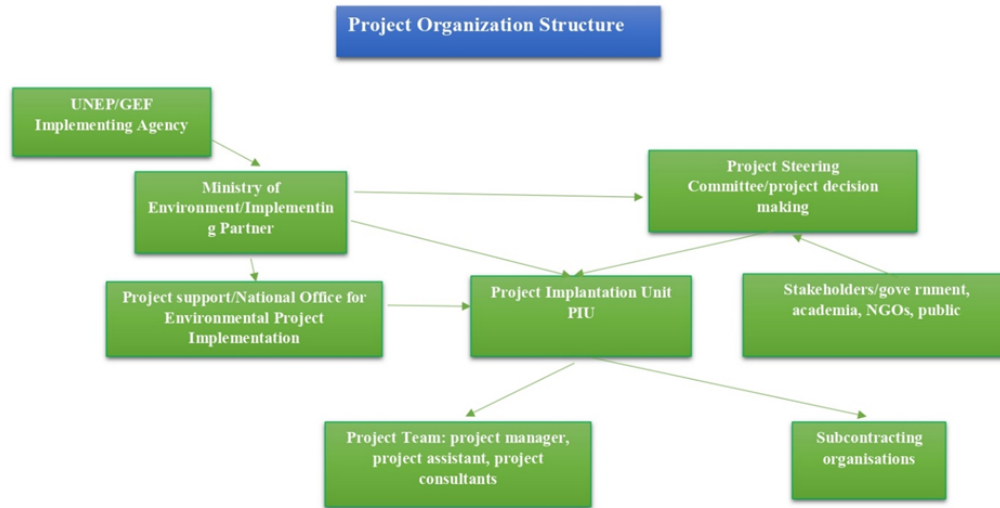 Project Organization Structure
UNEP/GEF
Implementing Agency
Ministry of
Environment/Implementin
g Partner
Project Steering
Committee/project decision
making
Project support/National Office for
Environmental Project
Implementation
Project Implantation Unit
PIU
Stakeholders/gove rnment,
academia, NGOs, public
Project Team: project manager,
project assistant, project
consultants
Subcontracting
organisations